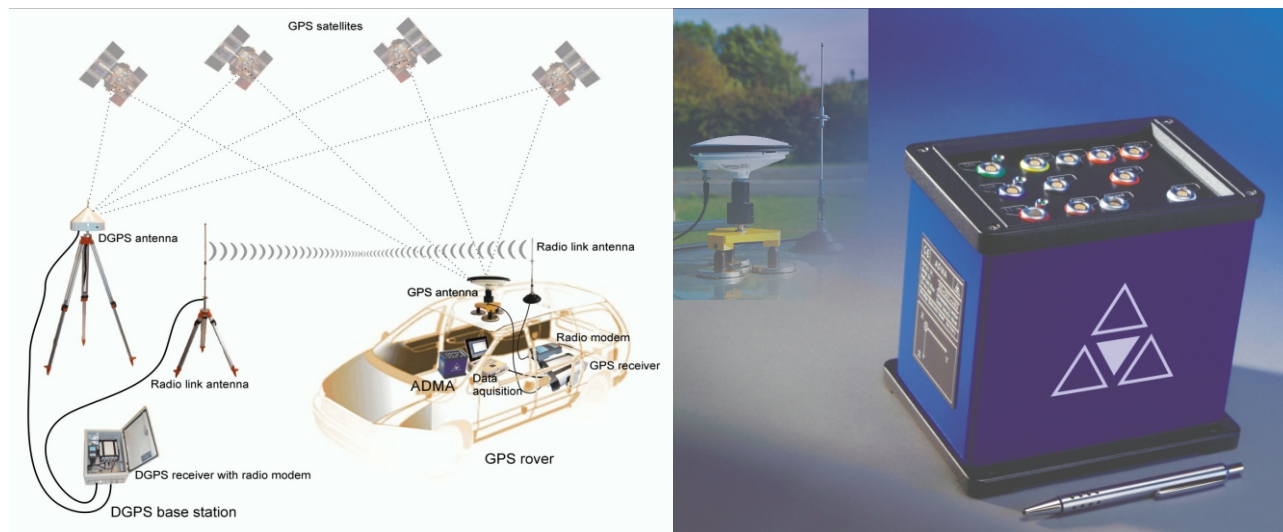 GPS satellites
DGPS antenna
Radio link antenna
GPS antenna
Radio link antenna
Radio modem
GPS receiver
ADMA
Data
aquisition
GPS rover
DGPS receiver with radio modem
DGPS base station
ADMA